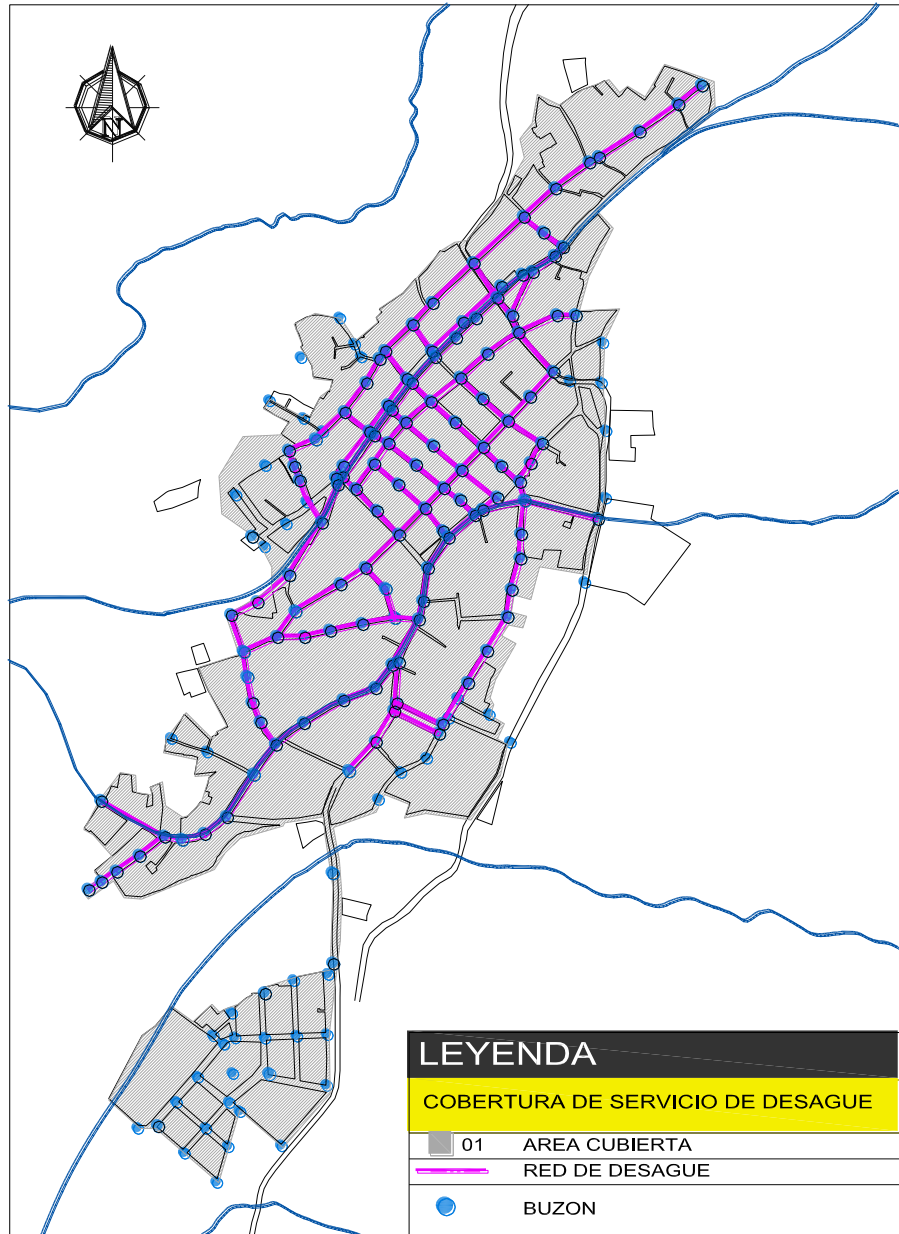 N
LEYENDA
COBERTURA DE SERVICIO DE DESAGUE
01 AREA CUBIERTA
RED DE DESAGUE
BUZON